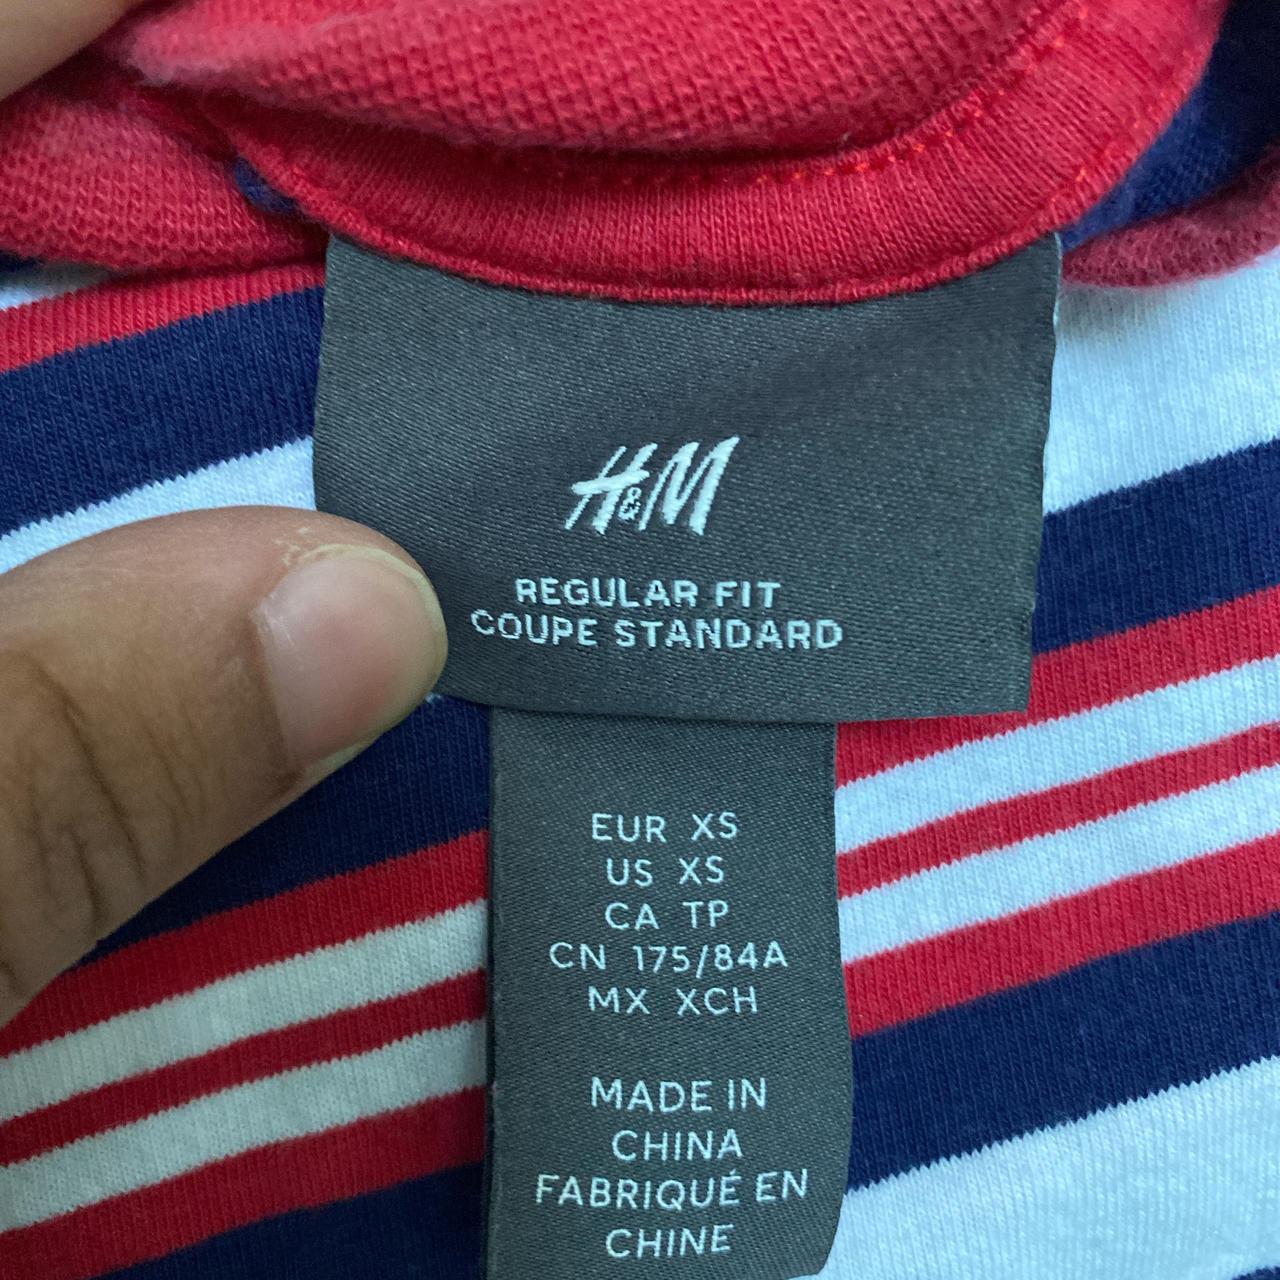 H&M
REGULAR FIT
COUPE STANDARD
EUR XS
US XS
CA TP
CN 175/84A
MX XCH
MADE IN
CHINA
FABRIQUÉ EN
CHINE